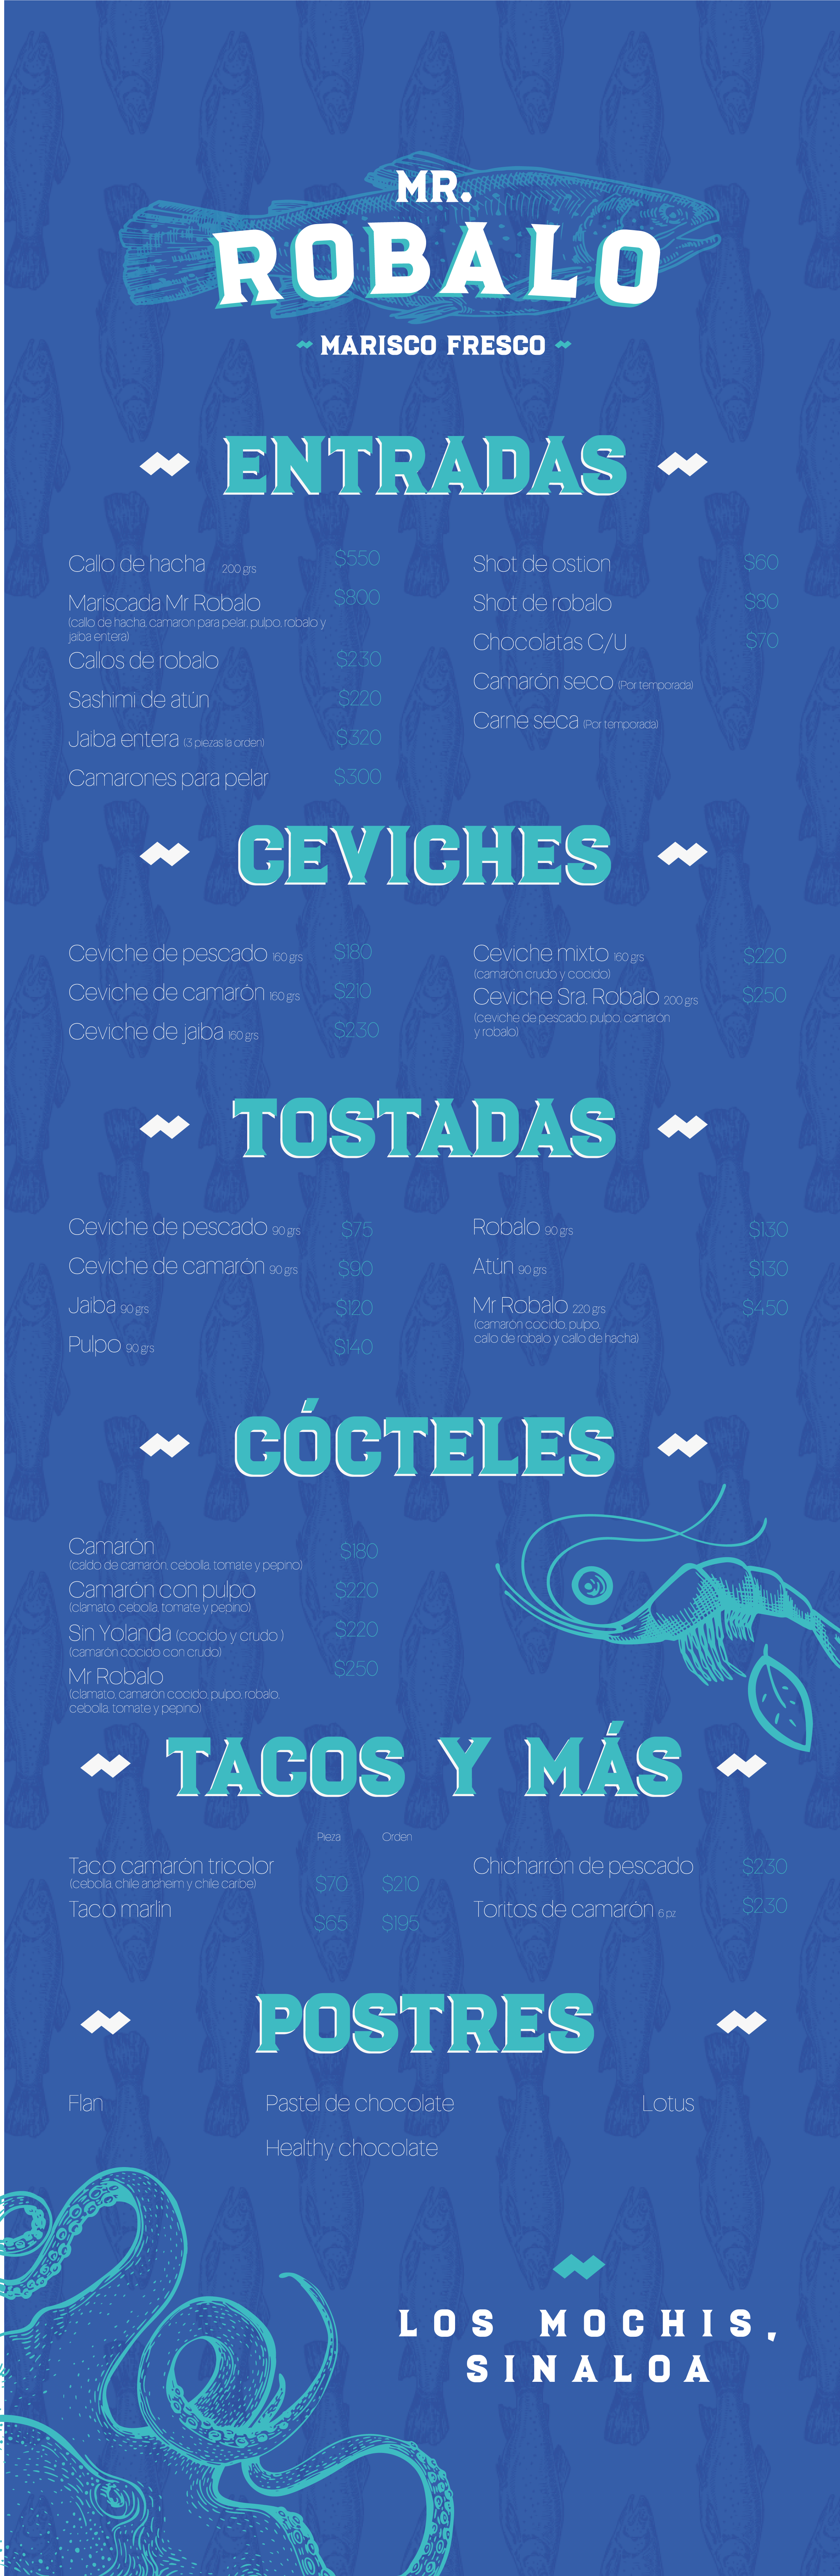 MR.
ROBALO
MARISCO FRESCO
ENTRADAS
Callo de hacha 200 grs $550
Mariscada Mr Robalo $800
(callo de hacha, camaron para pelar, pulpo, robalo y
jaiba entera)
Callos de robalo $230
Sashimi de atún $220
Jaiba entera (3 piezas la orden) $320
Camarones para pelar $300
Shot de ostion $60
Shot de robalo $80
Chocolatas C/U $70
Camarón seco (Por temporada)
Carne seca (Por temporada)
CEVICHES
Ceviche de pescado 160 grs $180
Ceviche de camarón 160 grs $210
Ceviche de jaiba 160 grs $230
Ceviche mixto 160 grs $220
(camarón crudo y cocido)
Ceviche Sra. Robalo 200 grs $250
(ceviche de pescado, pulpo, camarón
y robalo)
TOSTADAS
Ceviche de pescado 90 grs $75
Ceviche de camarón 90 grs $90
Jaiba 90 grs $120
Pulpo 90 grs $140
Robalo 90 grs $130
Atún 90 grs $130
Mr Robalo 220 grs $450
(camarón cocido, pulpo,
callo de robalo y callo de hacha)
CÓCTELES
Camarón $180
(caldo de camarón, cebolla, tomate y pepino)
Camarón con pulpo $220
(clamato, cebolla, tomate y pepino)
Sin Yolanda (cocido y crudo ) $220
(camarón cocido con crudo)
Mr Robalo $250
(clamato, camarón cocido, pulpo, robalo,
cebolla, tomate y pepino)
TACOS Y MÁS
Pieza Orden
Taco camarón tricolor $70 $210
(cebolla, chile anaheim y chile caribe)
Taco marlin $65 $195
Chicharrón de pescado $230
Toritos de camarón 6 pz $230
POSTRES
Flan
Pastel de chocolate
Lotus
Healthy chocolate
LOS MOCHIS,
SINALOA